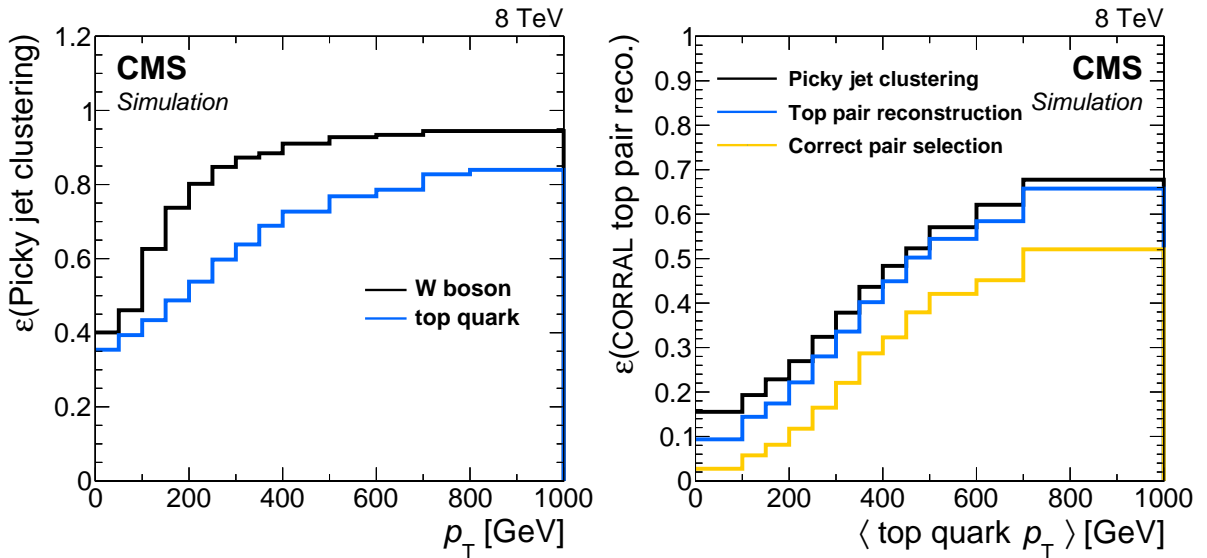 8 TeV
ε(Picky jet clustering)
1.2
1
0.8
0.6
0.4
0.2
0
CMS
Simulation
W boson
top quark
0 200 400 600 800 1000
p_T [GeV]
8 TeV
ε(CORRAL top pair reco.)
1
0.9
0.8
0.7
0.6
0.5
0.4
0.3
0.2
0.1
0
Picky jet clustering
Top pair reconstruction
Correct pair selection
CMS
Simulation
0 200 400 600 800 1000
⟨ top quark p_T ⟩ [GeV]